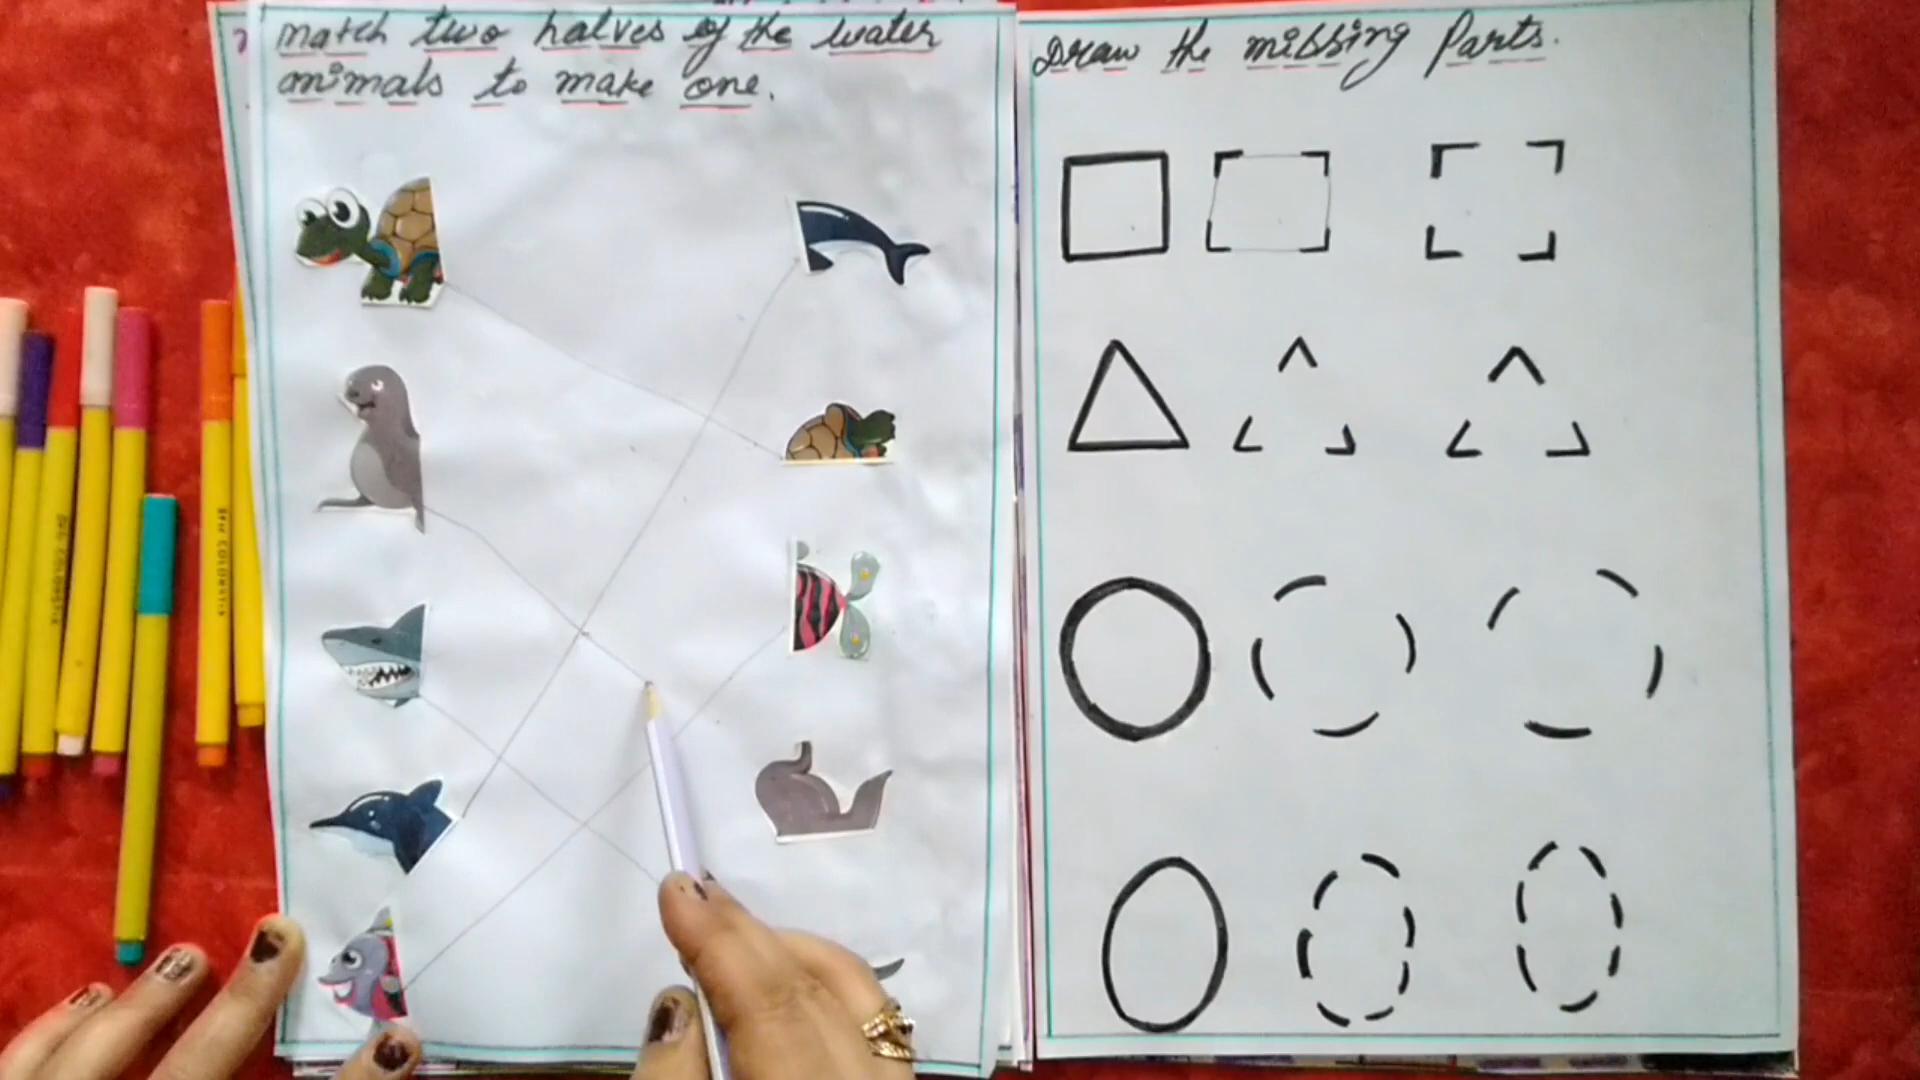 Match two halves of the water
animals to make one.
Draw the missing Parts.